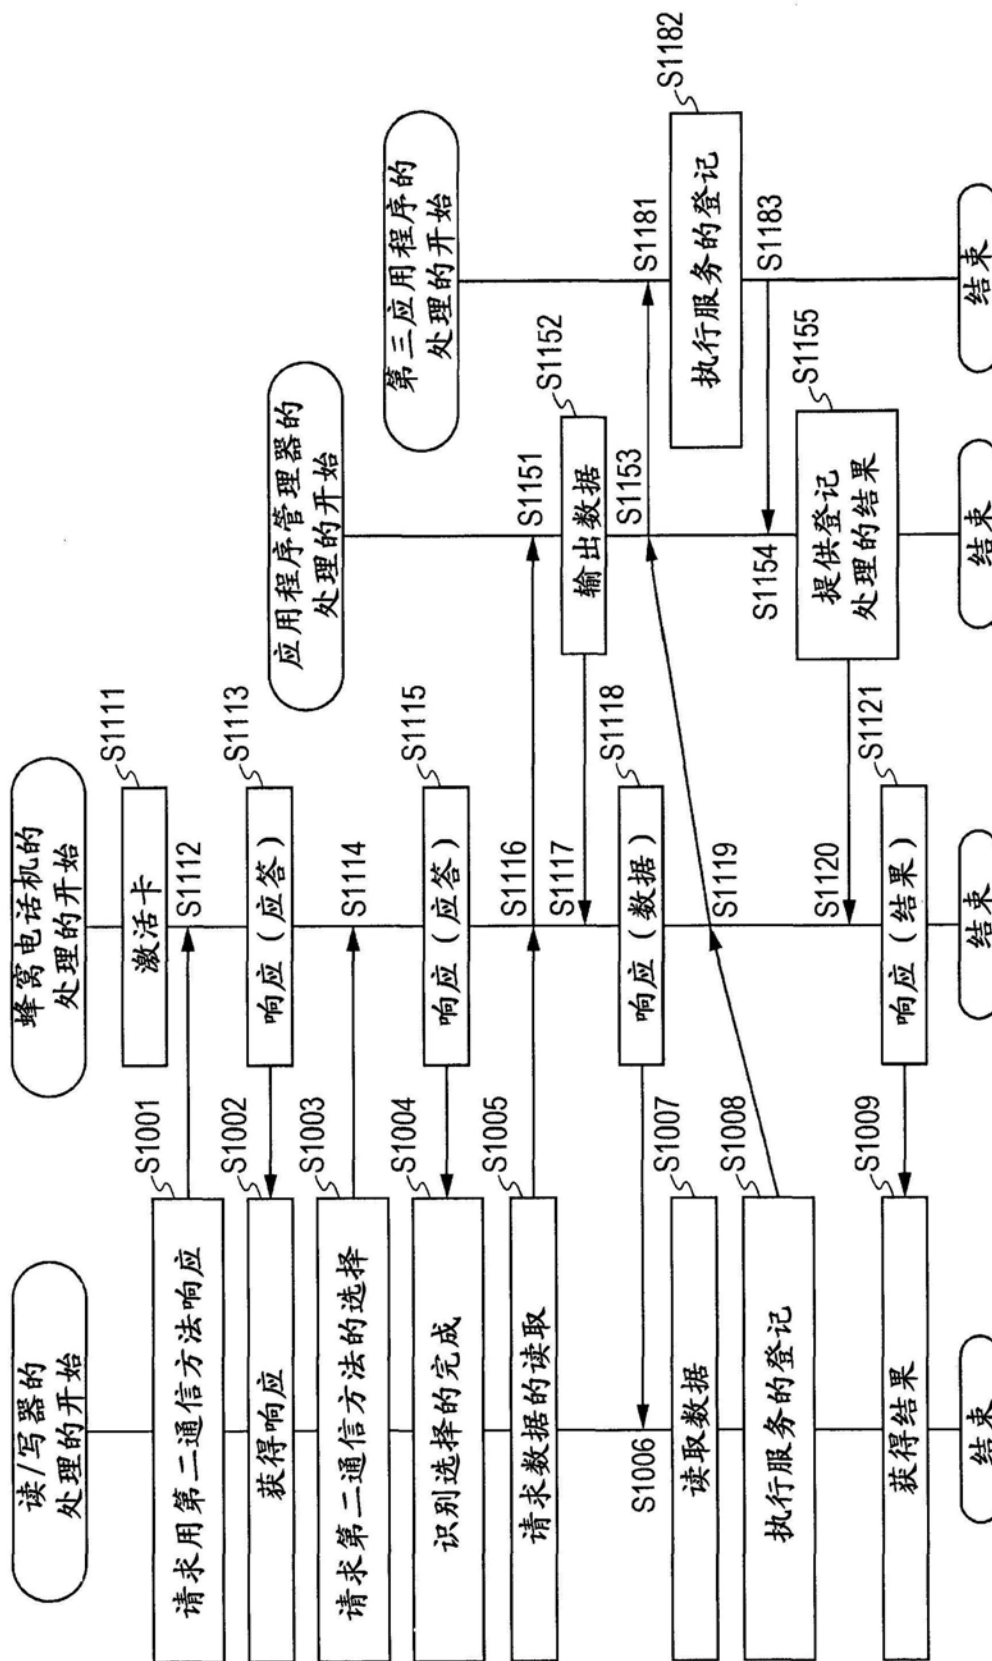 读/写器的
处理的开始
请求用第二通信方法响应
S1001
获得响应
S1002
请求第二通信方法的选择
S1003
识别选择的完成
S1004
请求数据的读取
S1005
S1006
读取数据
S1007
执行服务的登记
S1008
获得结果
S1009
结束
蜂窝电话机的
处理的开始
激活卡
S1111
S1112
响应（应答）
S1113
S1114
响应（应答）
S1115
S1116
S1117
响应（数据）
S1118
S1119
S1120
响应（结果）
S1121
结束
应用程序管理器的
处理的开始
S1151
输出数据
S1152
S1153
S1154
提供登记
处理的结果
S1155
结束
第三应用程序的
处理的开始
S1181
执行服务的登记
S1182
S1183
结束